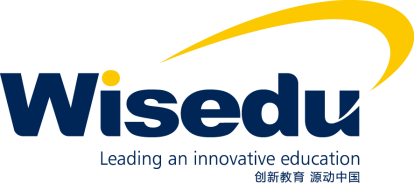 Wisedu
Leading an innovative education
创新教育 源动中国